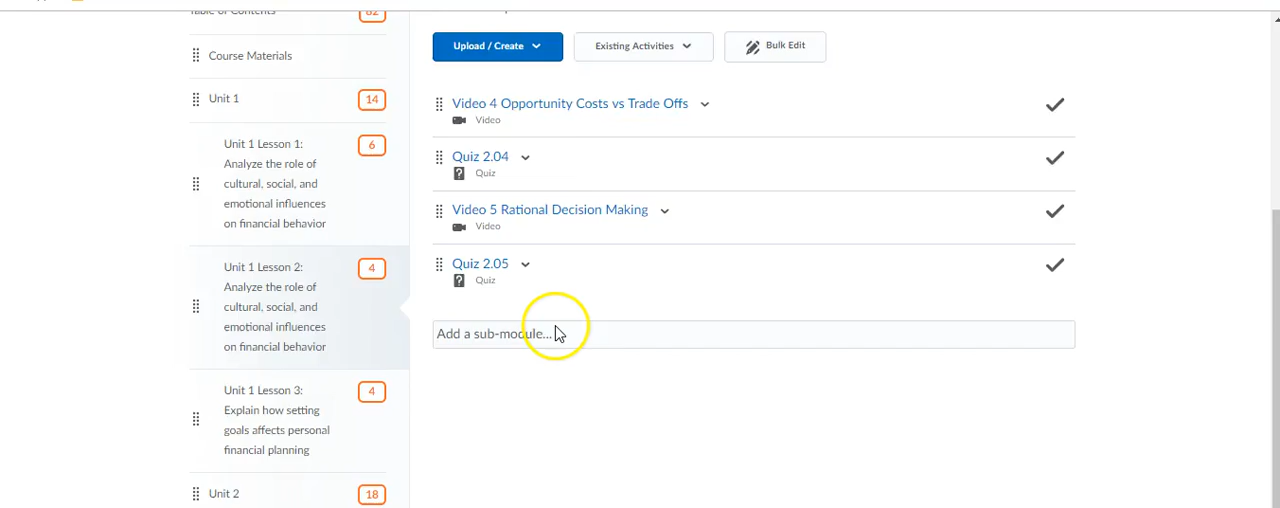 Table of Contents
82
Course Materials
Unit 1
14
Unit 1 Lesson 1:
Analyze the role of
cultural, social, and
emotional influences
on financial behavior
6
Unit 1 Lesson 2:
Analyze the role of
cultural, social, and
emotional influences
on financial behavior
4
Unit 1 Lesson 3:
Explain how setting
goals affects personal
financial planning
4
Unit 2
18
Upload / Create
Existing Activities
Bulk Edit
Video 4 Opportunity Costs vs Trade Offs
Video
Quiz 2.04
Quiz
Video 5 Rational Decision Making
Video
Quiz 2.05
Quiz
Add a sub-module...